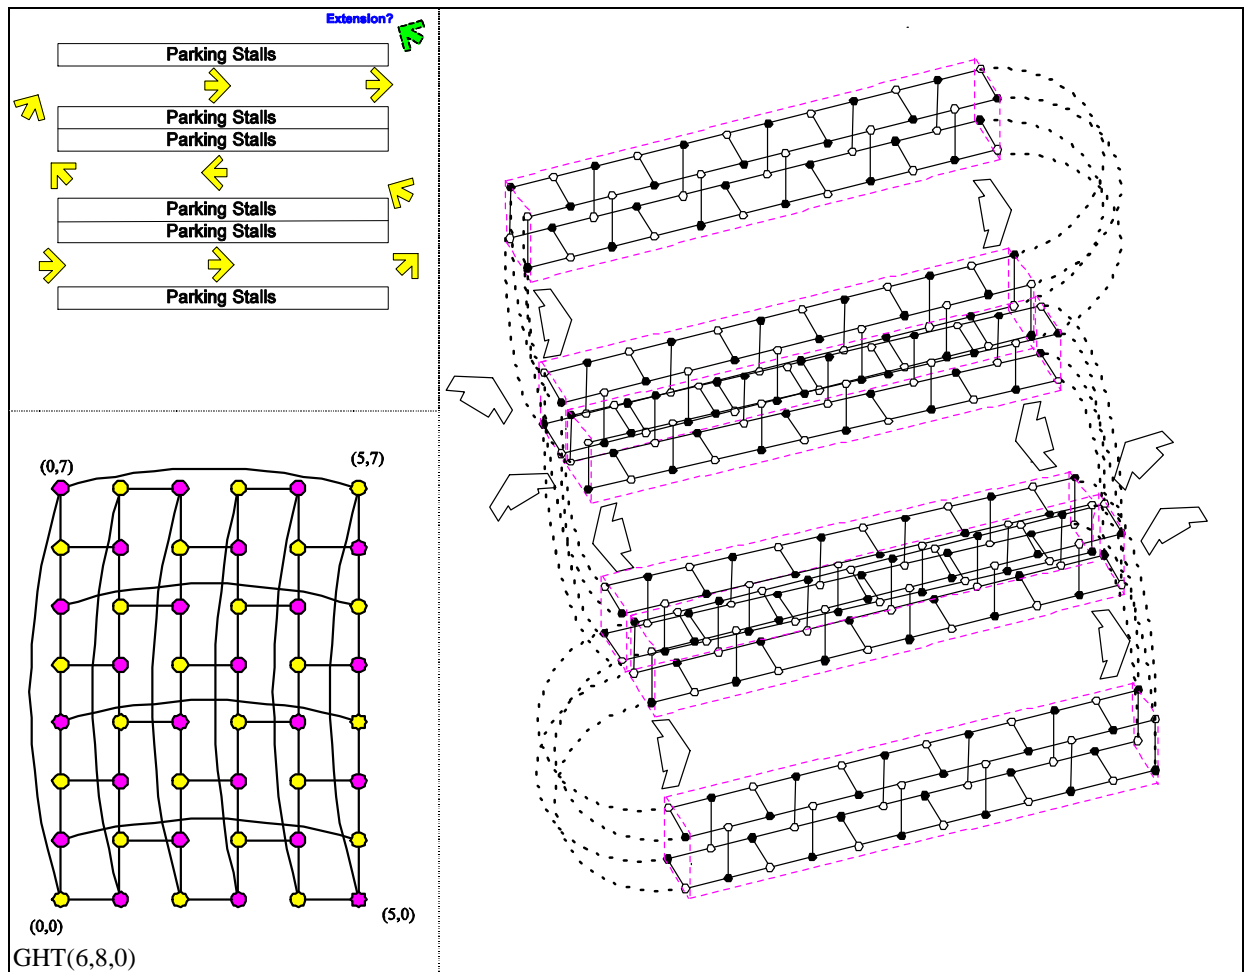 Extension?
Parking Stalls
Parking Stalls
Parking Stalls
Parking Stalls
Parking Stalls
Parking Stalls
(0,7)
(5,7)
(0,0)
(5,0)
GHT(6,8,0)